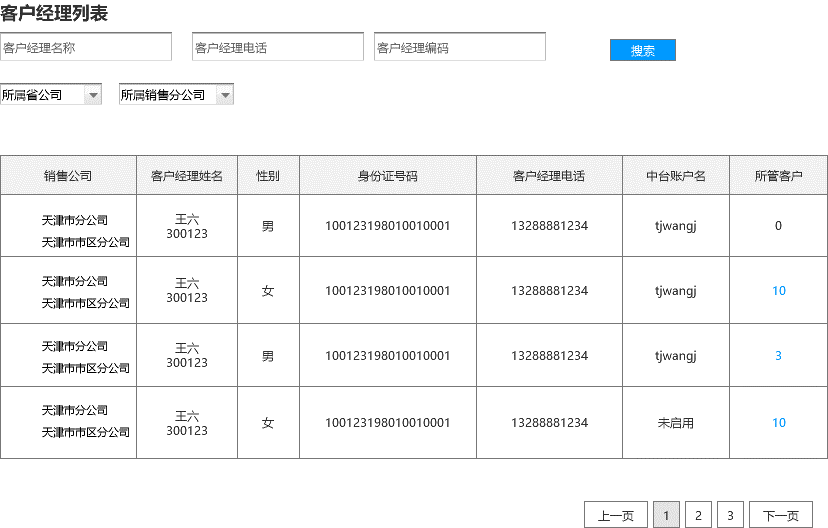 客户经理列表
客户经理名称 客户经理电话 客户经理编码 搜索
所属省公司 所属销售分公司
销售公司 客户经理姓名 性别 身份证号码 客户经理电话 中台账户名 所管客户
天津市分公司
天津市市区分公司
王六
300123
男 100123198010010001 13288881234 tjwangj 0
天津市分公司
天津市市区分公司
王六
300123
女 100123198010010001 13288881234 tjwangj 10
天津市分公司
天津市市区分公司
王六
300123
男 100123198010010001 13288881234 tjwangj 3
天津市分公司
天津市市区分公司
王六
300123
女 100123198010010001 13288881234 未启用 10
上一页 1 2 3 下一页